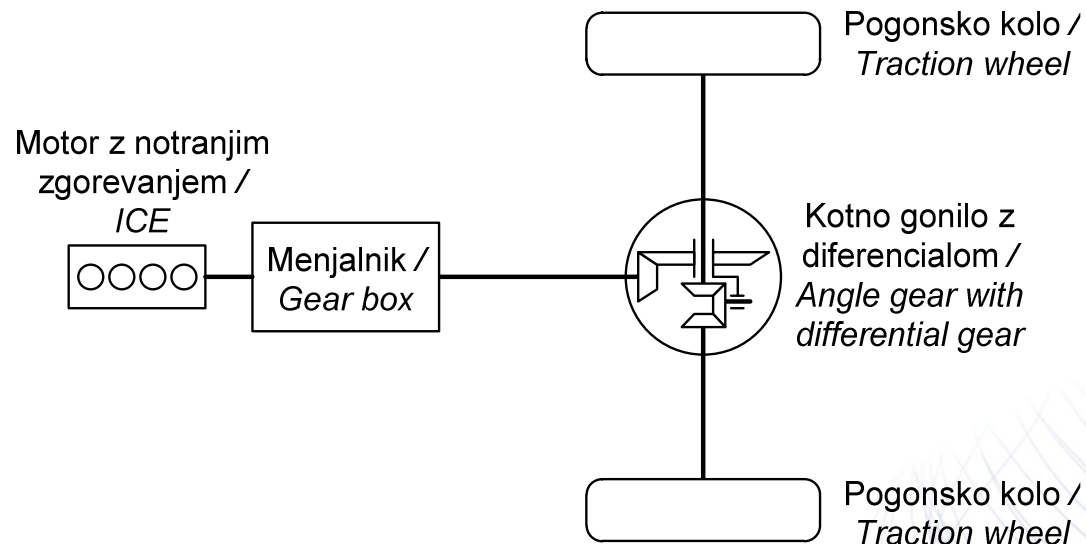 Pogonsko kolo /
Traction wheel
Motor z notranjim
zgorevanjem /
ICE
Menjalnik /
Gear box
Kotno gonilo z
diferencialom /
Angle gear with
differential gear
Pogonsko kolo /
Traction wheel